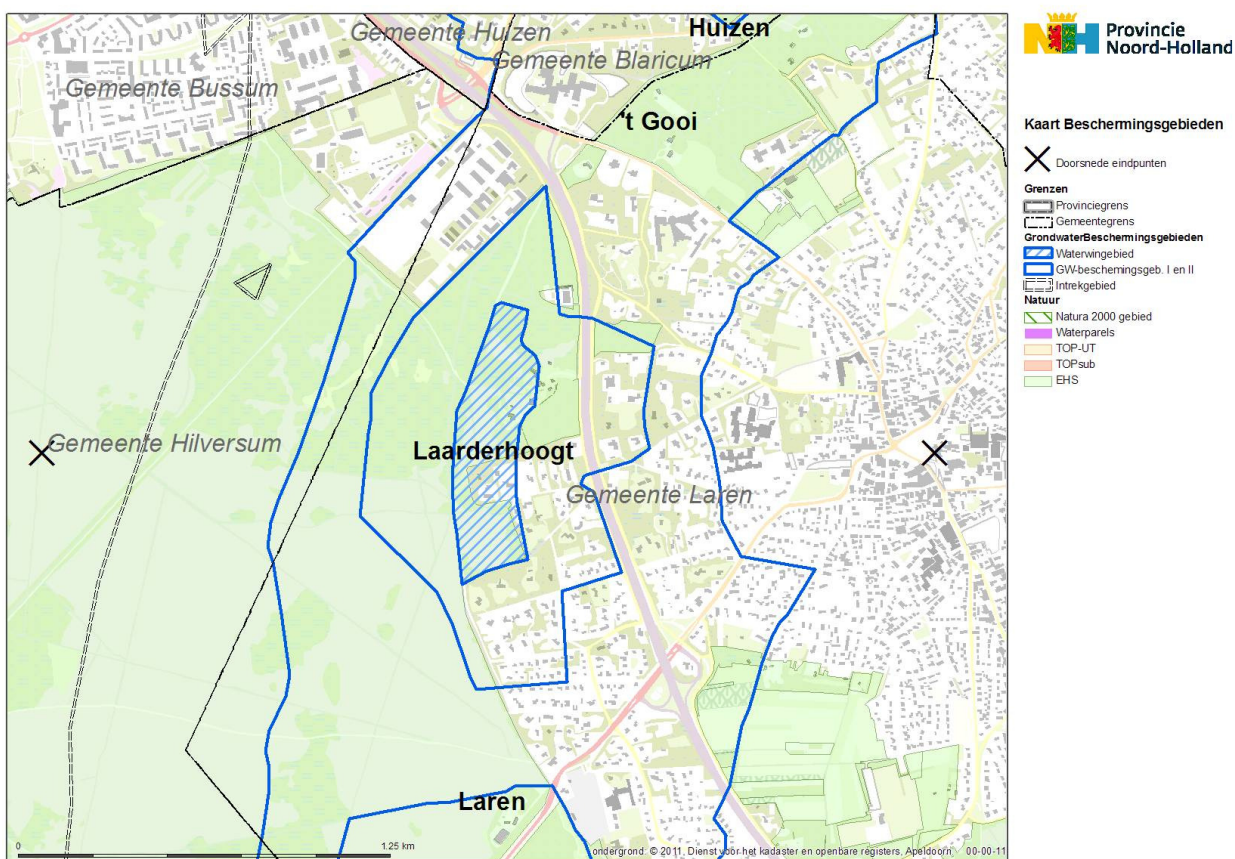 Gemeente Huizen
Huizen
Gemeente Blaricum
Gemeente Bussum
't Gooi
Gemeente Hilversum
Laarderhoogt
Gemeente Laren
Laren
0
1.25 km
ondergrond: © 2011, Dienst voor het kadaster en openbare registers, Apeldoorn. 00-00-11
NH Provincie
Noord-Holland
Kaart Beschermingsgebieden
Doorsnede eindpunten
Grenzen
Provinciegrens
Gemeentegrens
GrondwaterBeschermingsgebieden
Waterwingebied
GW-beschemingsgeb. I en II
Intrekgebied
Natuur
Natura 2000 gebied
Waterparels
TOP-UT
TOPsub
EHS